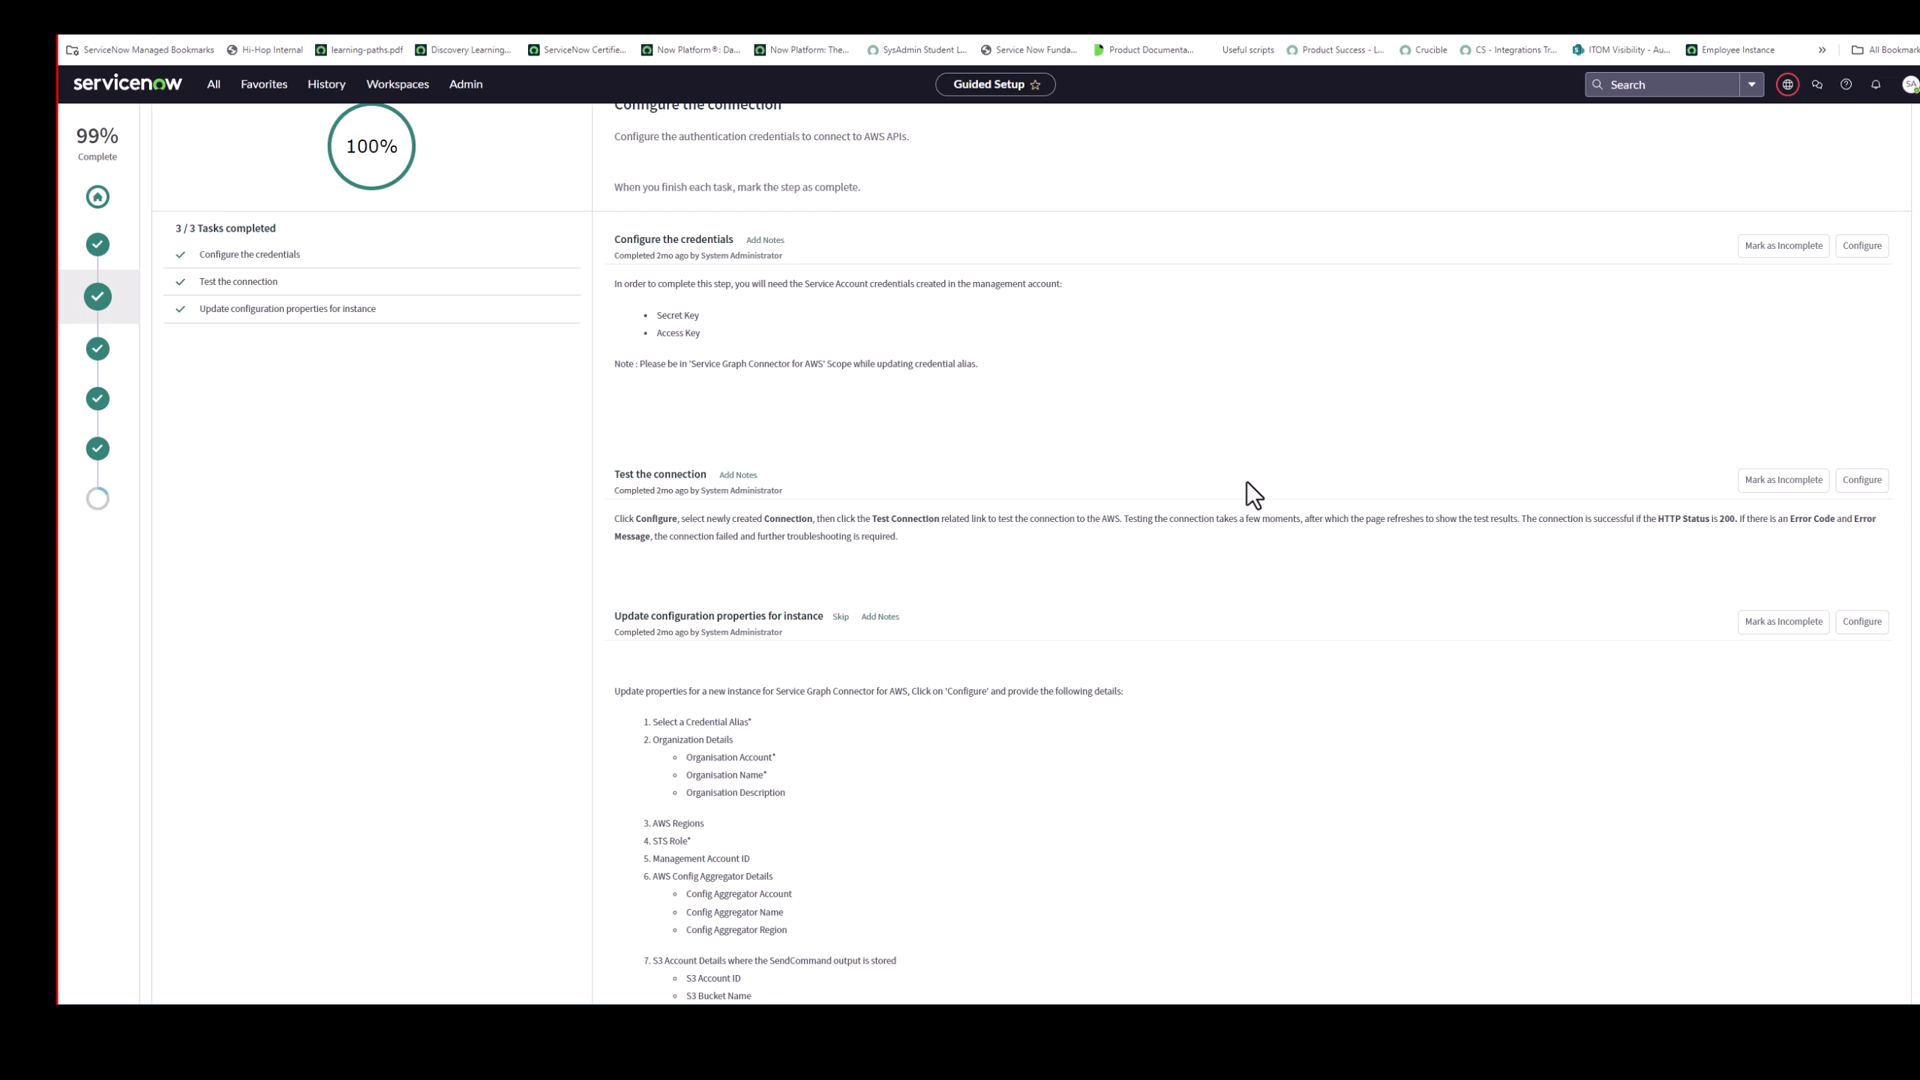 ServiceNow Managed Bookmarks Hi-Hop Internal learning-paths.pdf Discovery Learning... ServiceNow Certifie... Now Platform®: Da... Now Platform: The... SysAdmin Student L... Service Now Funda... Product Documenta... Useful scripts Product Success - L... Crucible CS - Integrations Tr... ITOM Visibility - Au... Employee Instance » All Bookmark
servicenow All Favorites History Workspaces Admin Guided Setup Search SA
99%
Complete
100%
Configure the connection
Configure the authentication credentials to connect to AWS APIs.
When you finish each task, mark the step as complete.
3 / 3 Tasks completed
Configure the credentials
Test the connection
Update configuration properties for instance
Configure the credentials Add Notes
Completed 2mo ago by System Administrator
Mark as Incomplete Configure
In order to complete this step, you will need the Service Account credentials created in the management account:
• Secret Key
• Access Key
Note : Please be in 'Service Graph Connector for AWS' Scope while updating credential alias.
Test the connection Add Notes
Completed 2mo ago by System Administrator
Mark as Incomplete Configure
Click Configure, select newly created Connection, then click the Test Connection related link to test the connection to the AWS. Testing the connection takes a few moments, after which the page refreshes to show the test results. The connection is successful if the HTTP Status is 200. If there is an Error Code and Error
Message, the connection failed and further troubleshooting is required.
Update configuration properties for instance Skip Add Notes
Completed 2mo ago by System Administrator
Mark as Incomplete Configure
Update properties for a new instance for Service Graph Connector for AWS, Click on 'Configure' and provide the following details:
1. Select a Credential Alias*
2. Organization Details
Organisation Account*
Organisation Name*
Organisation Description
3. AWS Regions
4. STS Role*
5. Management Account ID
6. AWS Config Aggregator Details
Config Aggregator Account
Config Aggregator Name
Config Aggregator Region
7. S3 Account Details where the SendCommand output is stored
S3 Account ID
S3 Bucket Name